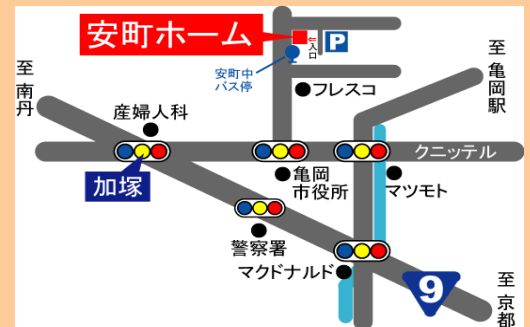 安町ホーム
⇐入口
P
安町中
バス停
フレスコ
至亀岡駅
至南丹
産婦人科
加塚
亀岡
市役所
クニッテル
マツモト
警察署
マクドナルド
9
至京都